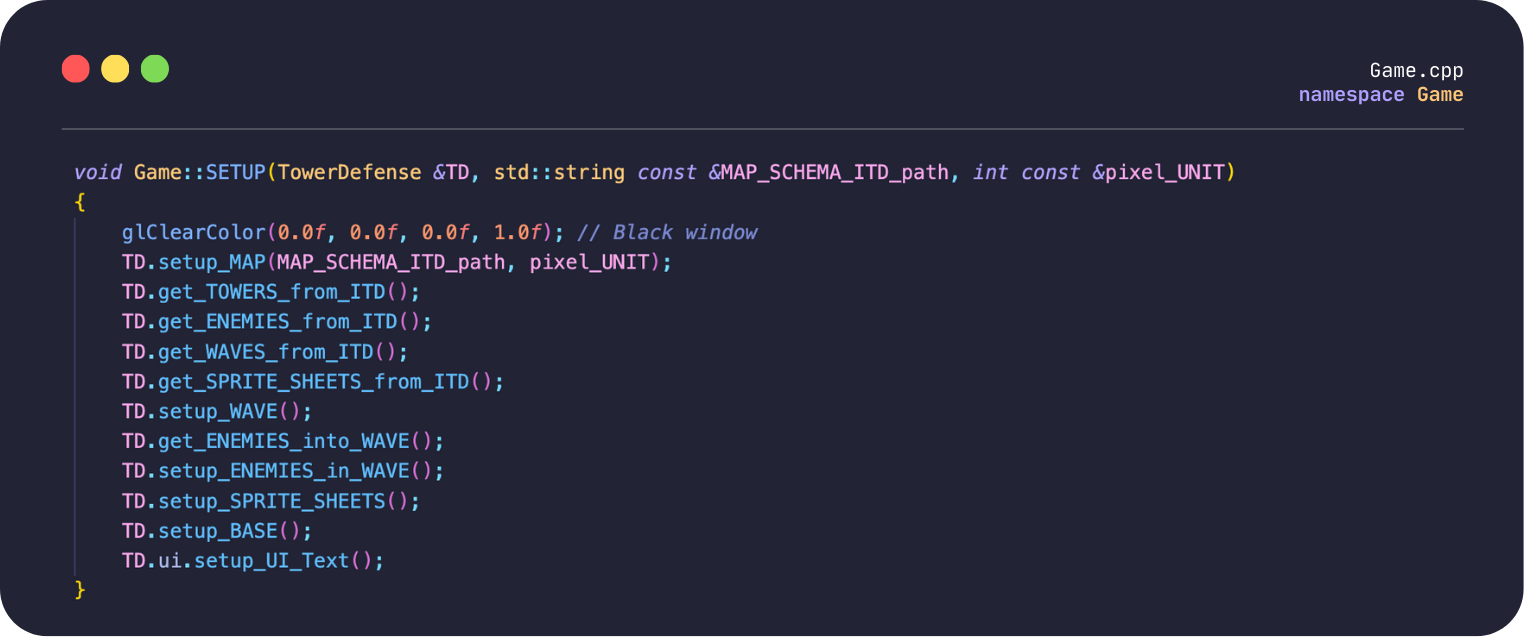 Game.cpp
namespace Game
void Game::SETUP(TowerDefense &TD, std::string const &MAP_SCHEMA_ITD_path, int const &pixel_UNIT)
{
    glClearColor(0.0f, 0.0f, 0.0f, 1.0f); // Black window
    TD.setup_MAP(MAP_SCHEMA_ITD_path, pixel_UNIT);
    TD.get_TOWERS_from_ITD();
    TD.get_ENEMIES_from_ITD();
    TD.get_WAVES_from_ITD();
    TD.get_SPRITE_SHEETS_from_ITD();
    TD.setup_WAVE();
    TD.get_ENEMIES_into_WAVE();
    TD.setup_ENEMIES_in_WAVE();
    TD.setup_SPRITE_SHEETS();
    TD.setup_BASE();
    TD.ui.setup_UI_Text();
}